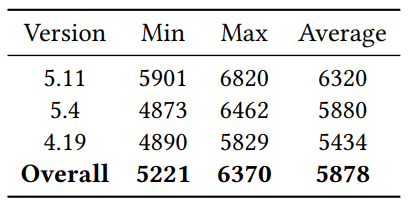 Version Min Max Average
5.11 5901 6820 6320
5.4 4873 6462 5880
4.19 4890 5829 5434
Overall 5221 6370 5878